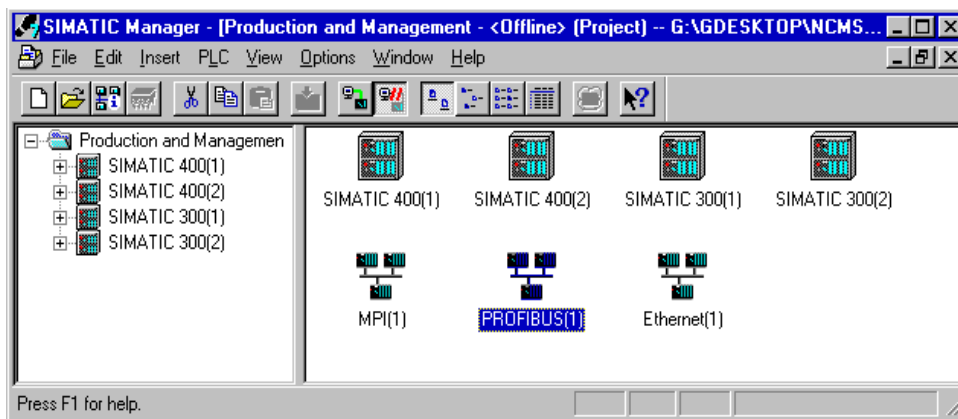 SIMATIC Manager - [Production and Management - <Offline> (Project) -- G:\GDESKTOP\NCMS...
File Edit Insert PLC View Options Window Help
Production and Managemen
SIMATIC 400(1)
SIMATIC 400(2)
SIMATIC 300(1)
SIMATIC 300(2)
SIMATIC 400(1) SIMATIC 400(2) SIMATIC 300(1) SIMATIC 300(2)
MPI(1) PROFIBUS(1) Ethernet(1)
Press F1 for help.